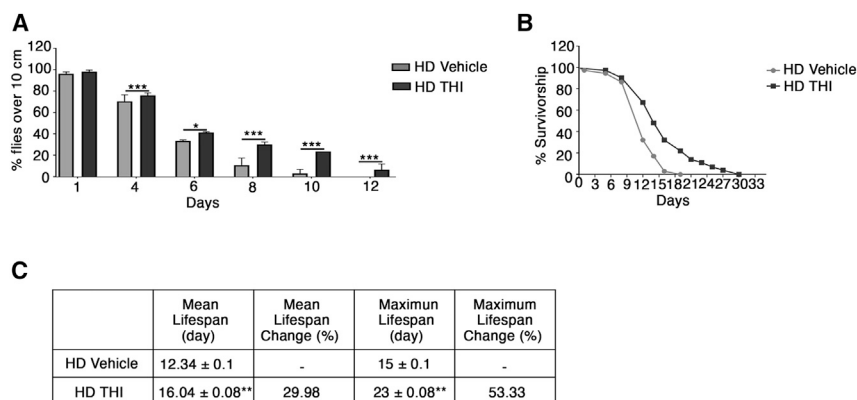 A
120
100
80
60
40
20
0
% flies over 10 cm
***
*
***
***
***
1 4 6 8 10 12
Days
HD Vehicle
HD THI
B
120
100
80
60
40
20
0
% Survivorship
0 3 6 9 12 15 18 21 24 27 30 33
Days
HD Vehicle
HD THI
C
Mean Lifespan (day)
Mean Lifespan Change (%)
Maximun Lifespan (day)
Maximum Lifespan Change (%)
HD Vehicle 12.34 ± 0.1 - 15 ± 0.1 -
HD THI 16.04 ± 0.08** 29.98 23 ± 0.08** 53.33